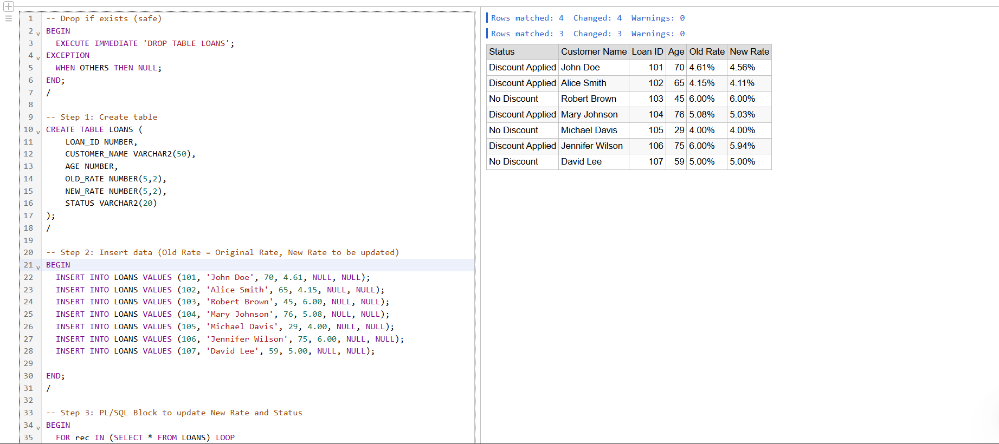 1 -- Drop if exists (safe)
2 BEGIN
3 EXECUTE IMMEDIATE 'DROP TABLE LOANS';
4 EXCEPTION
5 WHEN OTHERS THEN NULL;
6 END;
7 /
8
9 -- Step 1: Create table
10 CREATE TABLE LOANS (
11 LOAN_ID NUMBER,
12 CUSTOMER_NAME VARCHAR2(50),
13 AGE NUMBER,
14 OLD_RATE NUMBER(5,2),
15 NEW_RATE NUMBER(5,2),
16 STATUS VARCHAR2(20)
17 );
18 /
19
20 -- Step 2: Insert data (Old Rate = Original Rate, New Rate to be updated)
21 BEGIN
22 INSERT INTO LOANS VALUES (101, 'John Doe', 70, 4.61, NULL, NULL);
23 INSERT INTO LOANS VALUES (102, 'Alice Smith', 65, 4.15, NULL, NULL);
24 INSERT INTO LOANS VALUES (103, 'Robert Brown', 45, 6.00, NULL, NULL);
25 INSERT INTO LOANS VALUES (104, 'Mary Johnson', 76, 5.08, NULL, NULL);
26 INSERT INTO LOANS VALUES (105, 'Michael Davis', 29, 4.00, NULL, NULL);
27 INSERT INTO LOANS VALUES (106, 'Jennifer Wilson', 75, 6.00, NULL, NULL);
28 INSERT INTO LOANS VALUES (107, 'David Lee', 59, 5.00, NULL, NULL);
29
30 END;
31 /
32
33 -- Step 3: PL/SQL Block to update New Rate and Status
34 BEGIN
35 FOR rec IN (SELECT * FROM LOANS) LOOP
Rows matched: 4 Changed: 4 Warnings: 0
Rows matched: 3 Changed: 3 Warnings: 0
Status Customer Name Loan ID Age Old Rate New Rate
Discount Applied John Doe 101 70 4.61% 4.56%
Discount Applied Alice Smith 102 65 4.15% 4.11%
No Discount Robert Brown 103 45 6.00% 6.00%
Discount Applied Mary Johnson 104 76 5.08% 5.03%
No Discount Michael Davis 105 29 4.00% 4.00%
Discount Applied Jennifer Wilson 106 75 6.00% 5.94%
No Discount David Lee 107 59 5.00% 5.00%